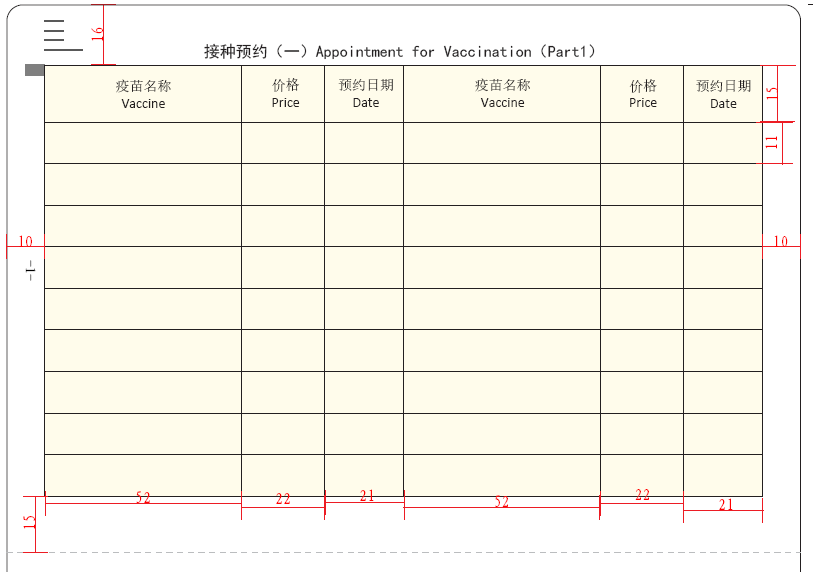 16
接种预约（一）Appointment for Vaccination（Part1）
疫苗名称 价格 预约日期 疫苗名称 价格 预约日期
Vaccine Price Date Vaccine Price Date
15
11
10 10
-1-
52 22 21 52 22 21
15